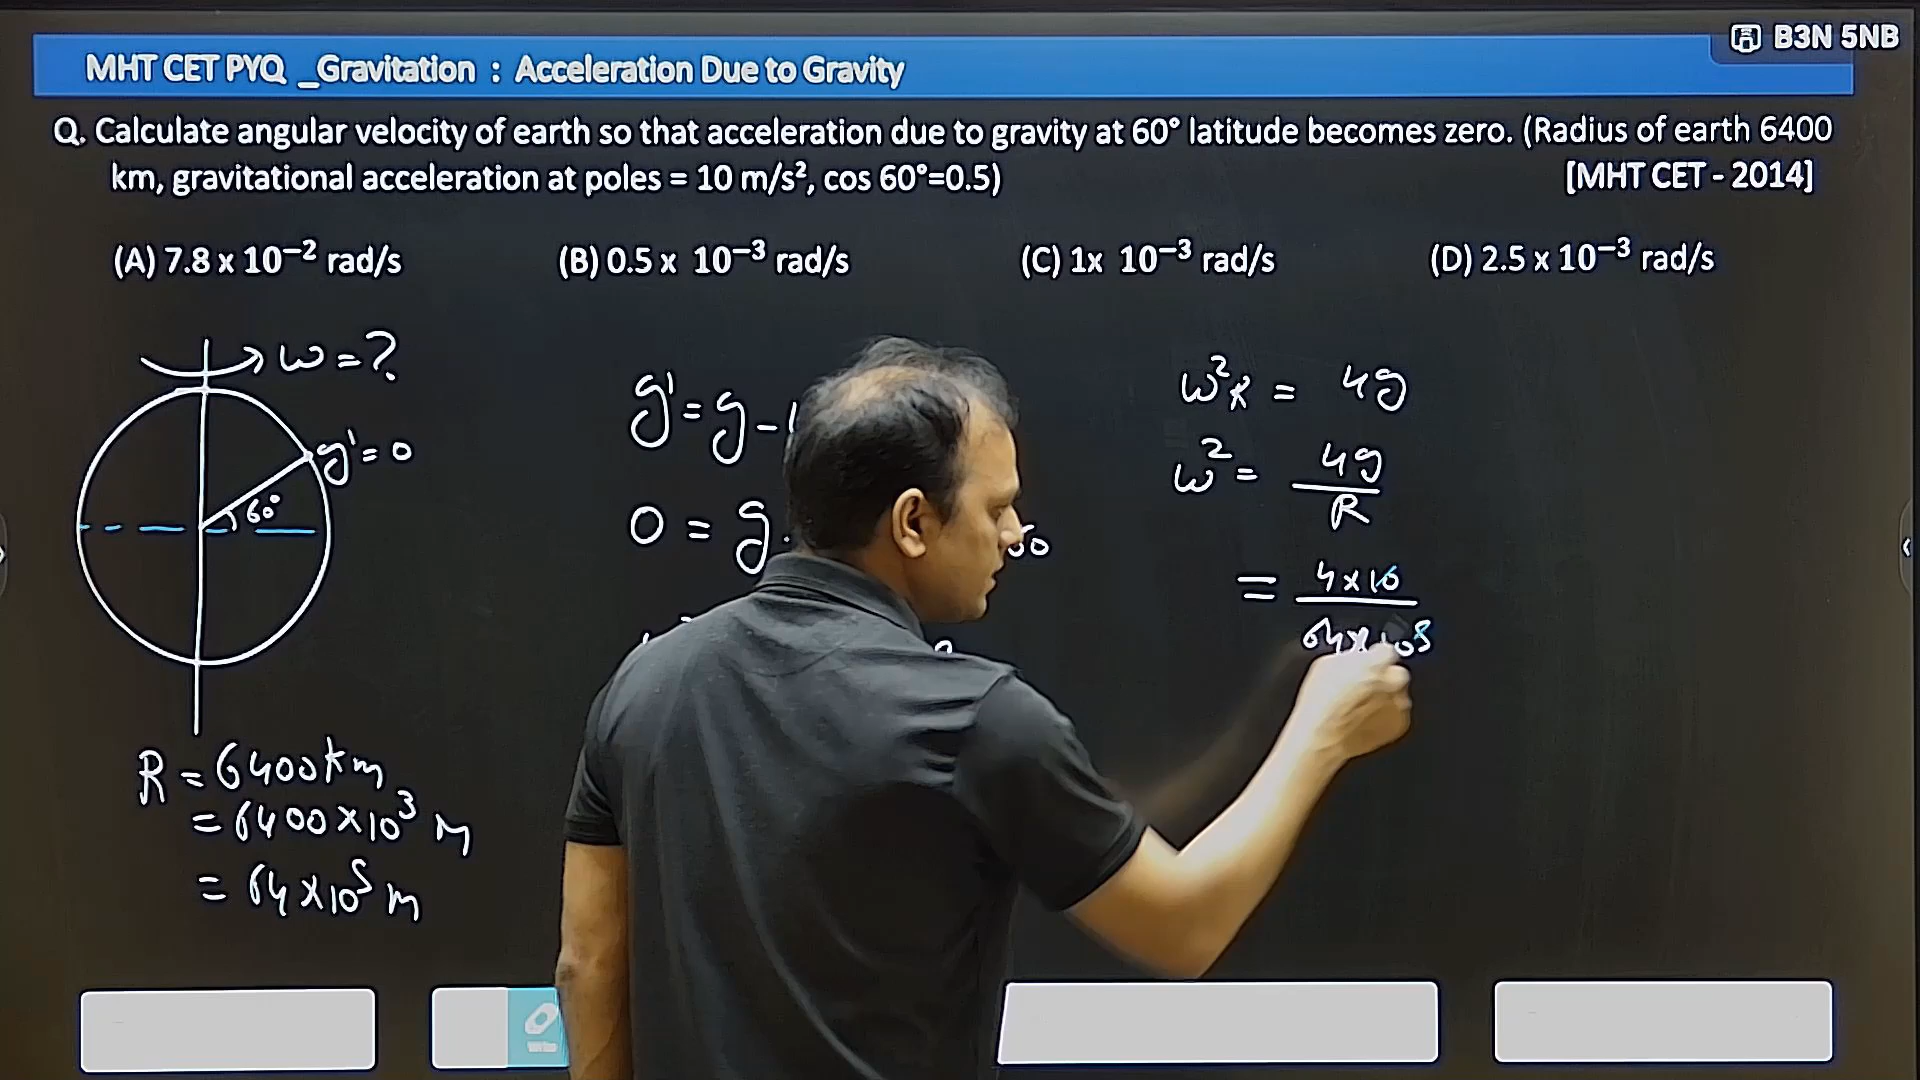 B3N 5NB
MHT CET PYQ _Gravitation : Acceleration Due to Gravity
Q. Calculate angular velocity of earth so that acceleration due to gravity at 60° latitude becomes zero. (Radius of earth 6400
km, gravitational acceleration at poles = 10 m/s², cos 60°=0.5)
[MHT CET - 2014]
(A) 7.8 x 10⁻² rad/s
(B) 0.5 x 10⁻³ rad/s
(C) 1x 10⁻³ rad/s
(D) 2.5 x 10⁻³ rad/s
ω = ?
g' = 0
60°
R = 6400 km
= 6400 × 10³ m
= 64 × 10⁵ m
g' = g -
0 = g
60
ω²R = 4g
ω² = 4g / R
= 4 × 10 / 64 × 10⁵